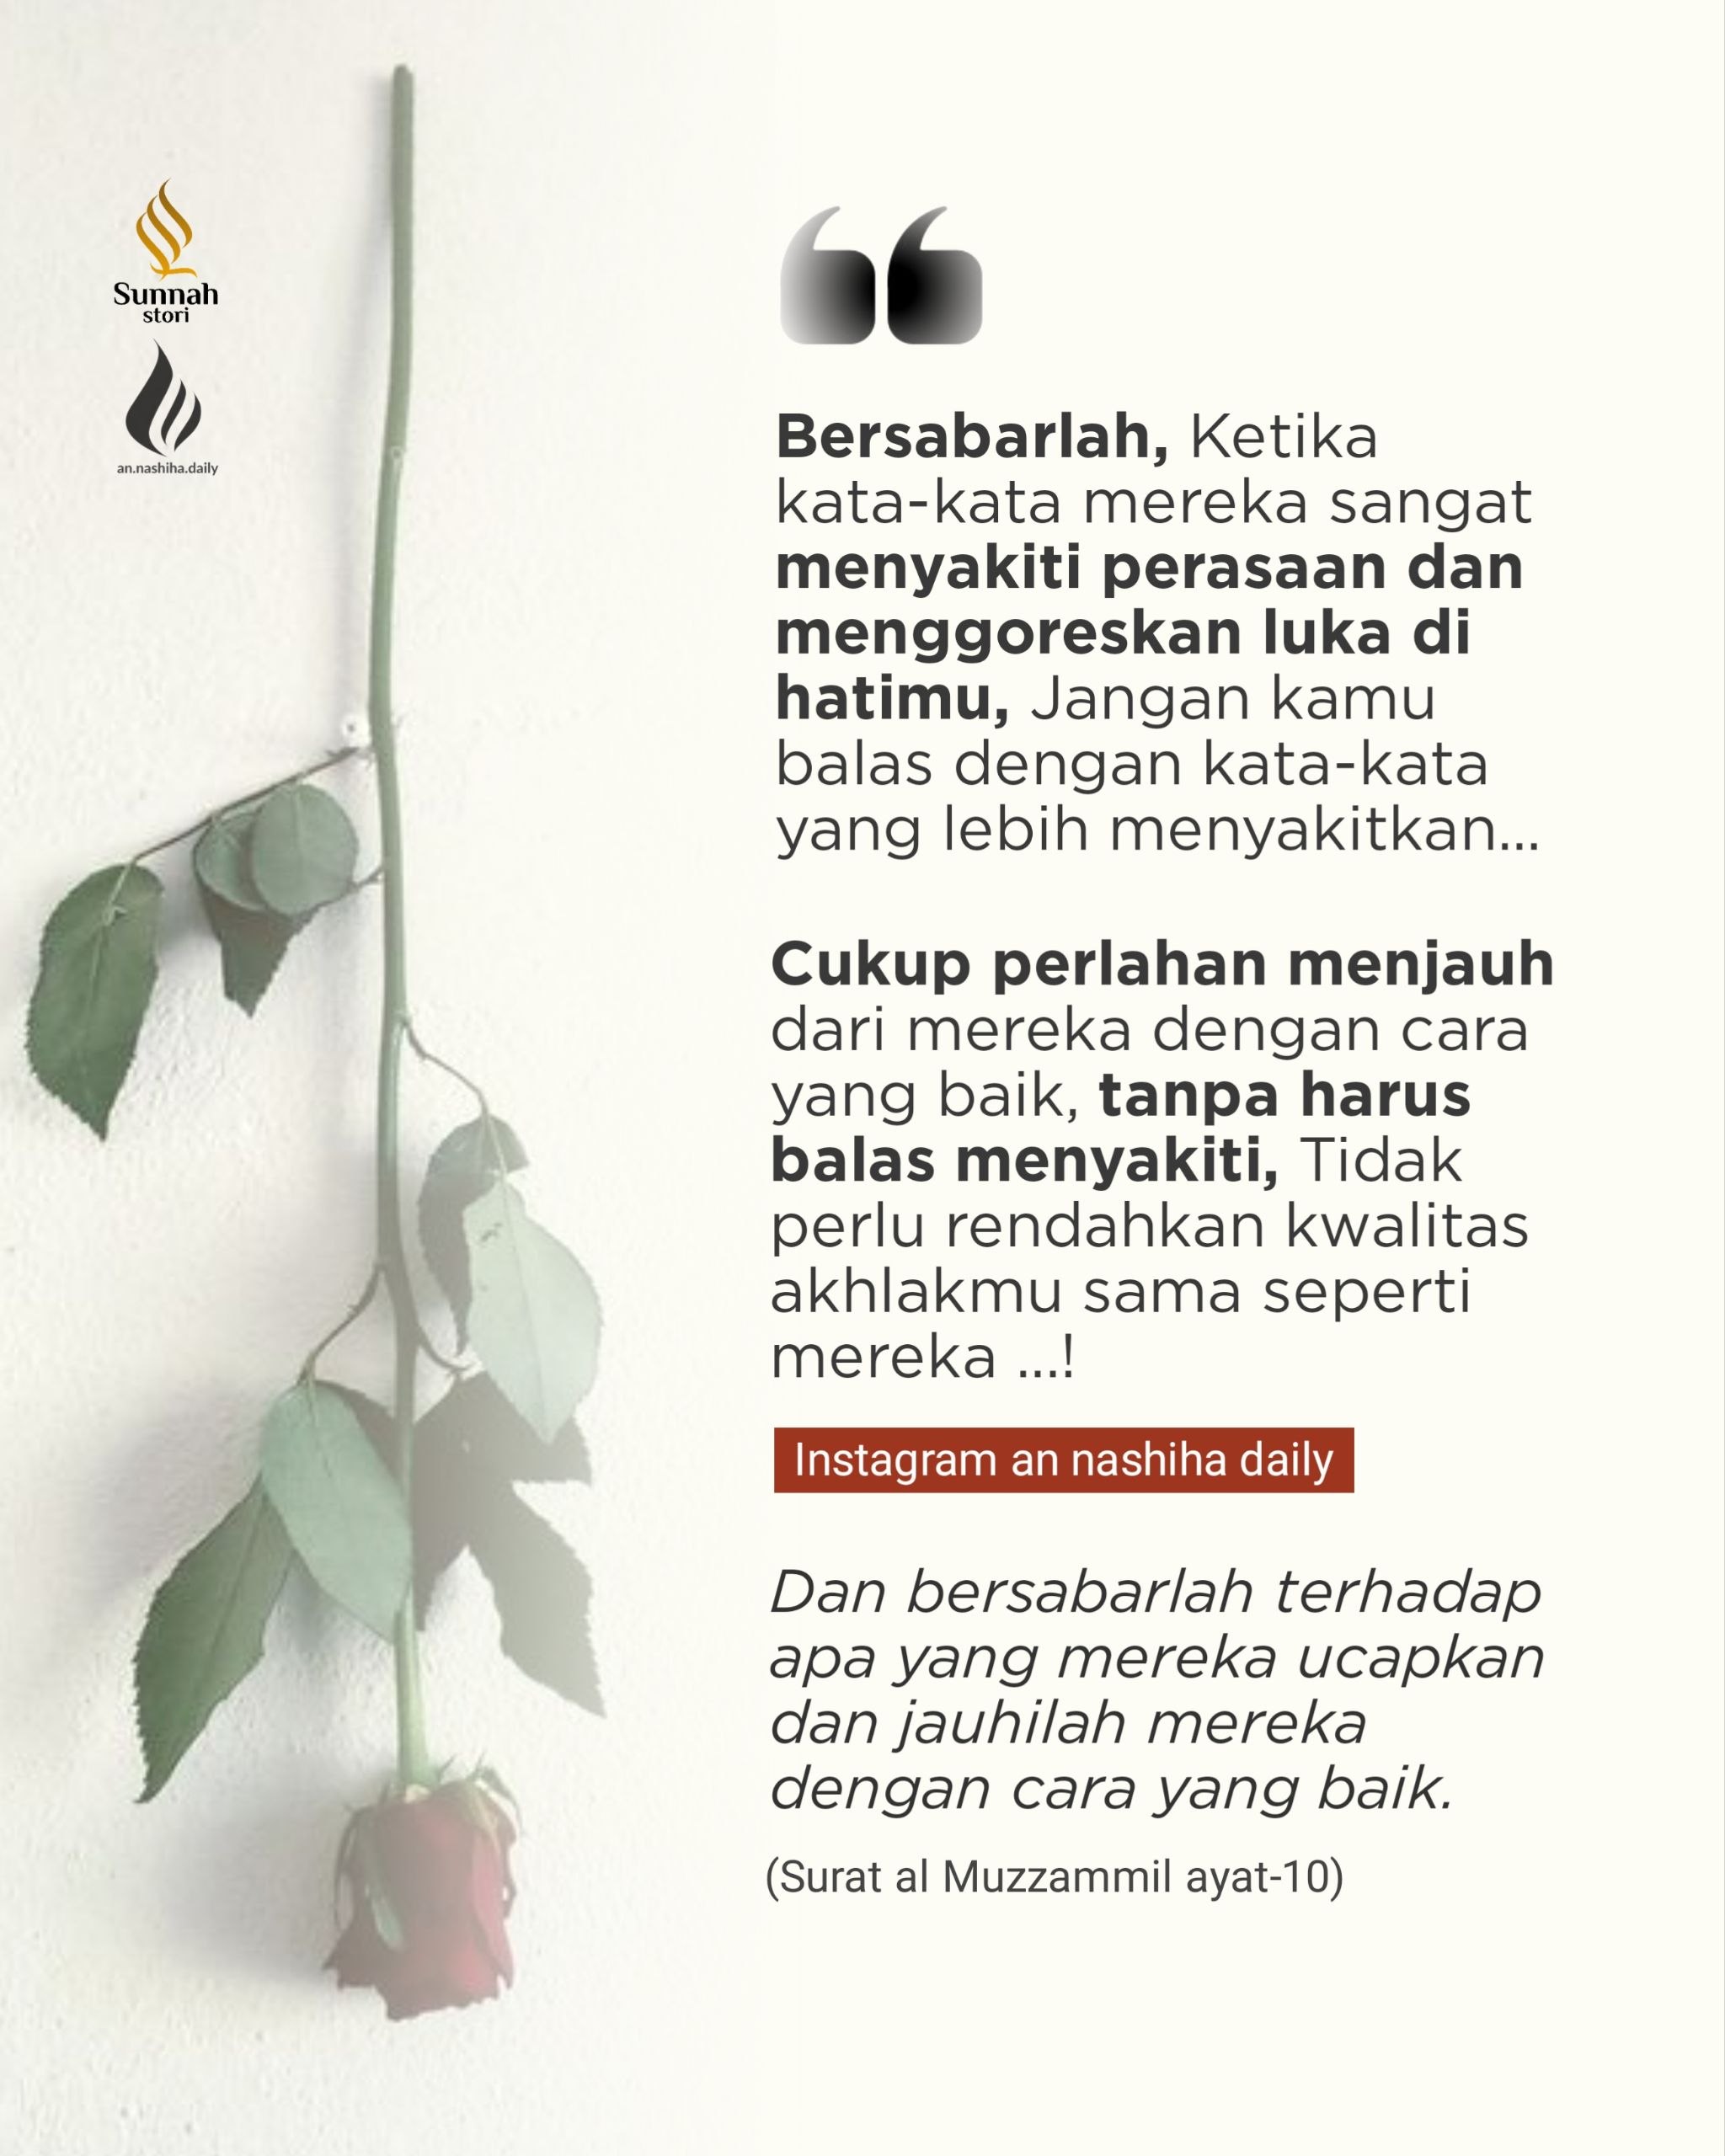 Sunnah
stori
an.nashiha.daily
Bersabarlah, Ketika
kata-kata mereka sangat
menyakiti perasaan dan
menggoreskan luka di
hatimu, Jangan kamu
balas dengan kata-kata
yang lebih menyakitkan...
Cukup perlahan menjauh
dari mereka dengan cara
yang baik, tanpa harus
balas menyakiti, Tidak
perlu rendahkan kwalitas
akhlakmu sama seperti
mereka ...!
Instagram an nashiha daily
Dan bersabarlah terhadap
apa yang mereka ucapkan
dan jauhilah mereka
dengan cara yang baik.
(Surat al Muzzammil ayat-10)